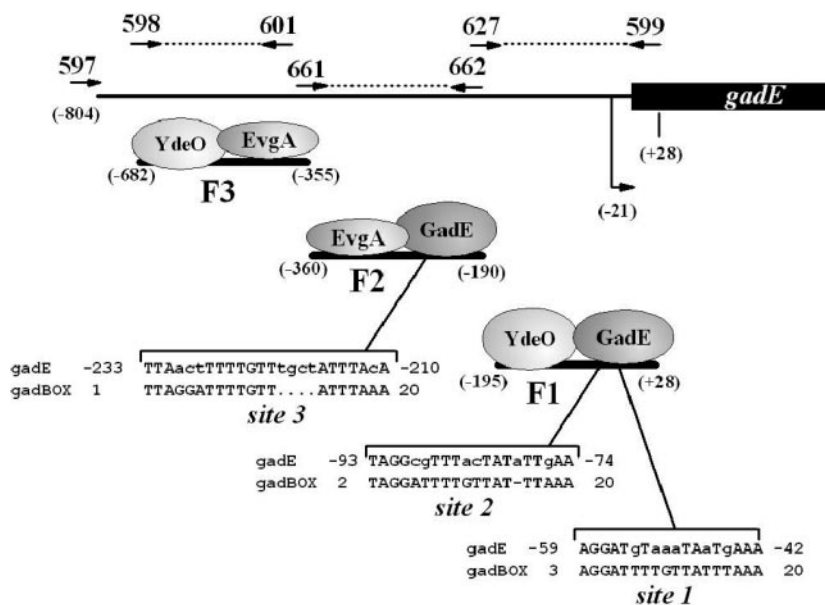 598 601 627 599
597 661 662
gadE
(-804)
YdeO EvgA
(+28)
(-682) (-355)
F3
(-21)
EvgA GadE
(-360) (-190)
F2
YdeO GadE
gadE -233 TTAactTTTTGTTtgctATTTAcA -210
gadBOX 1 TTAGGATTTTGTT....ATTTAAA 20
(-195) (+28)
F1
site 3
gadE -93 TAGGcgTTTacTATaTTgAA -74
gadBOX 2 TAGGATTTTGTTAT-TTAAA 20
site 2
gadE -59 AGGATgTaaaTAaTgAAA -42
gadBOX 3 AGGATTTTGTTATTTAAA 20
site 1